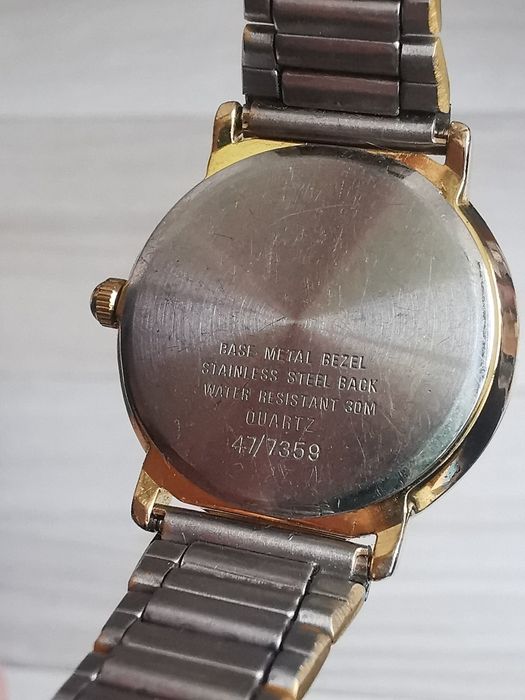 BASE METAL BEZEL
STAINLESS STEEL BACK
WATER RESISTANT 30M
QUARTZ
47/7359